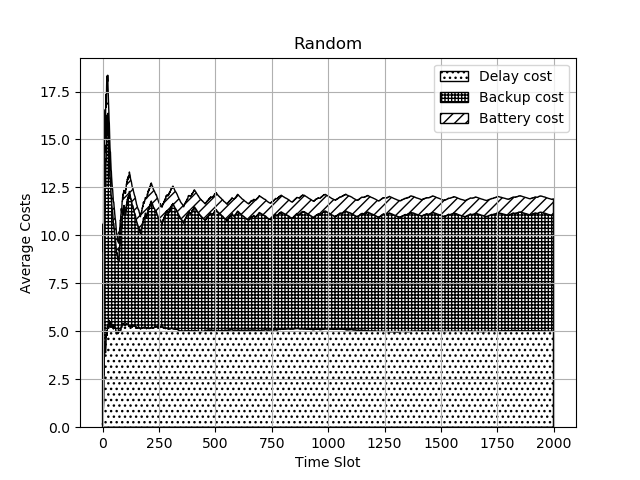 Random
Delay cost
Backup cost
Battery cost
Average Costs
17.5
15.0
12.5
10.0
7.5
5.0
2.5
0.0
0 250 500 750 1000 1250 1500 1750 2000
Time Slot